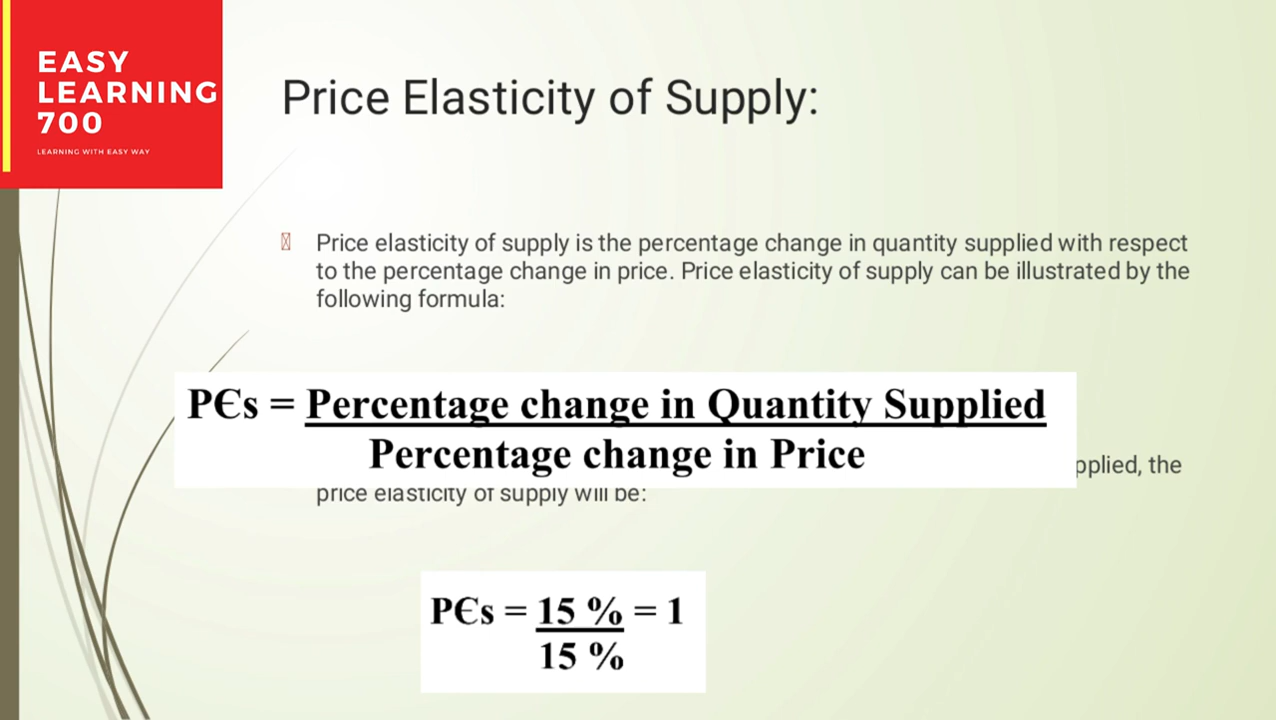 EASY
LEARNING
700
LEARNING WITH EASY WAY
Price Elasticity of Supply:
Price elasticity of supply is the percentage change in quantity supplied with respect
to the percentage change in price. Price elasticity of supply can be illustrated by the
following formula:
PЄs = Percentage change in Quantity Supplied
Percentage change in Price
pplied, the
price elasticity of supply will be:
PЄs = 15 % = 1
15 %